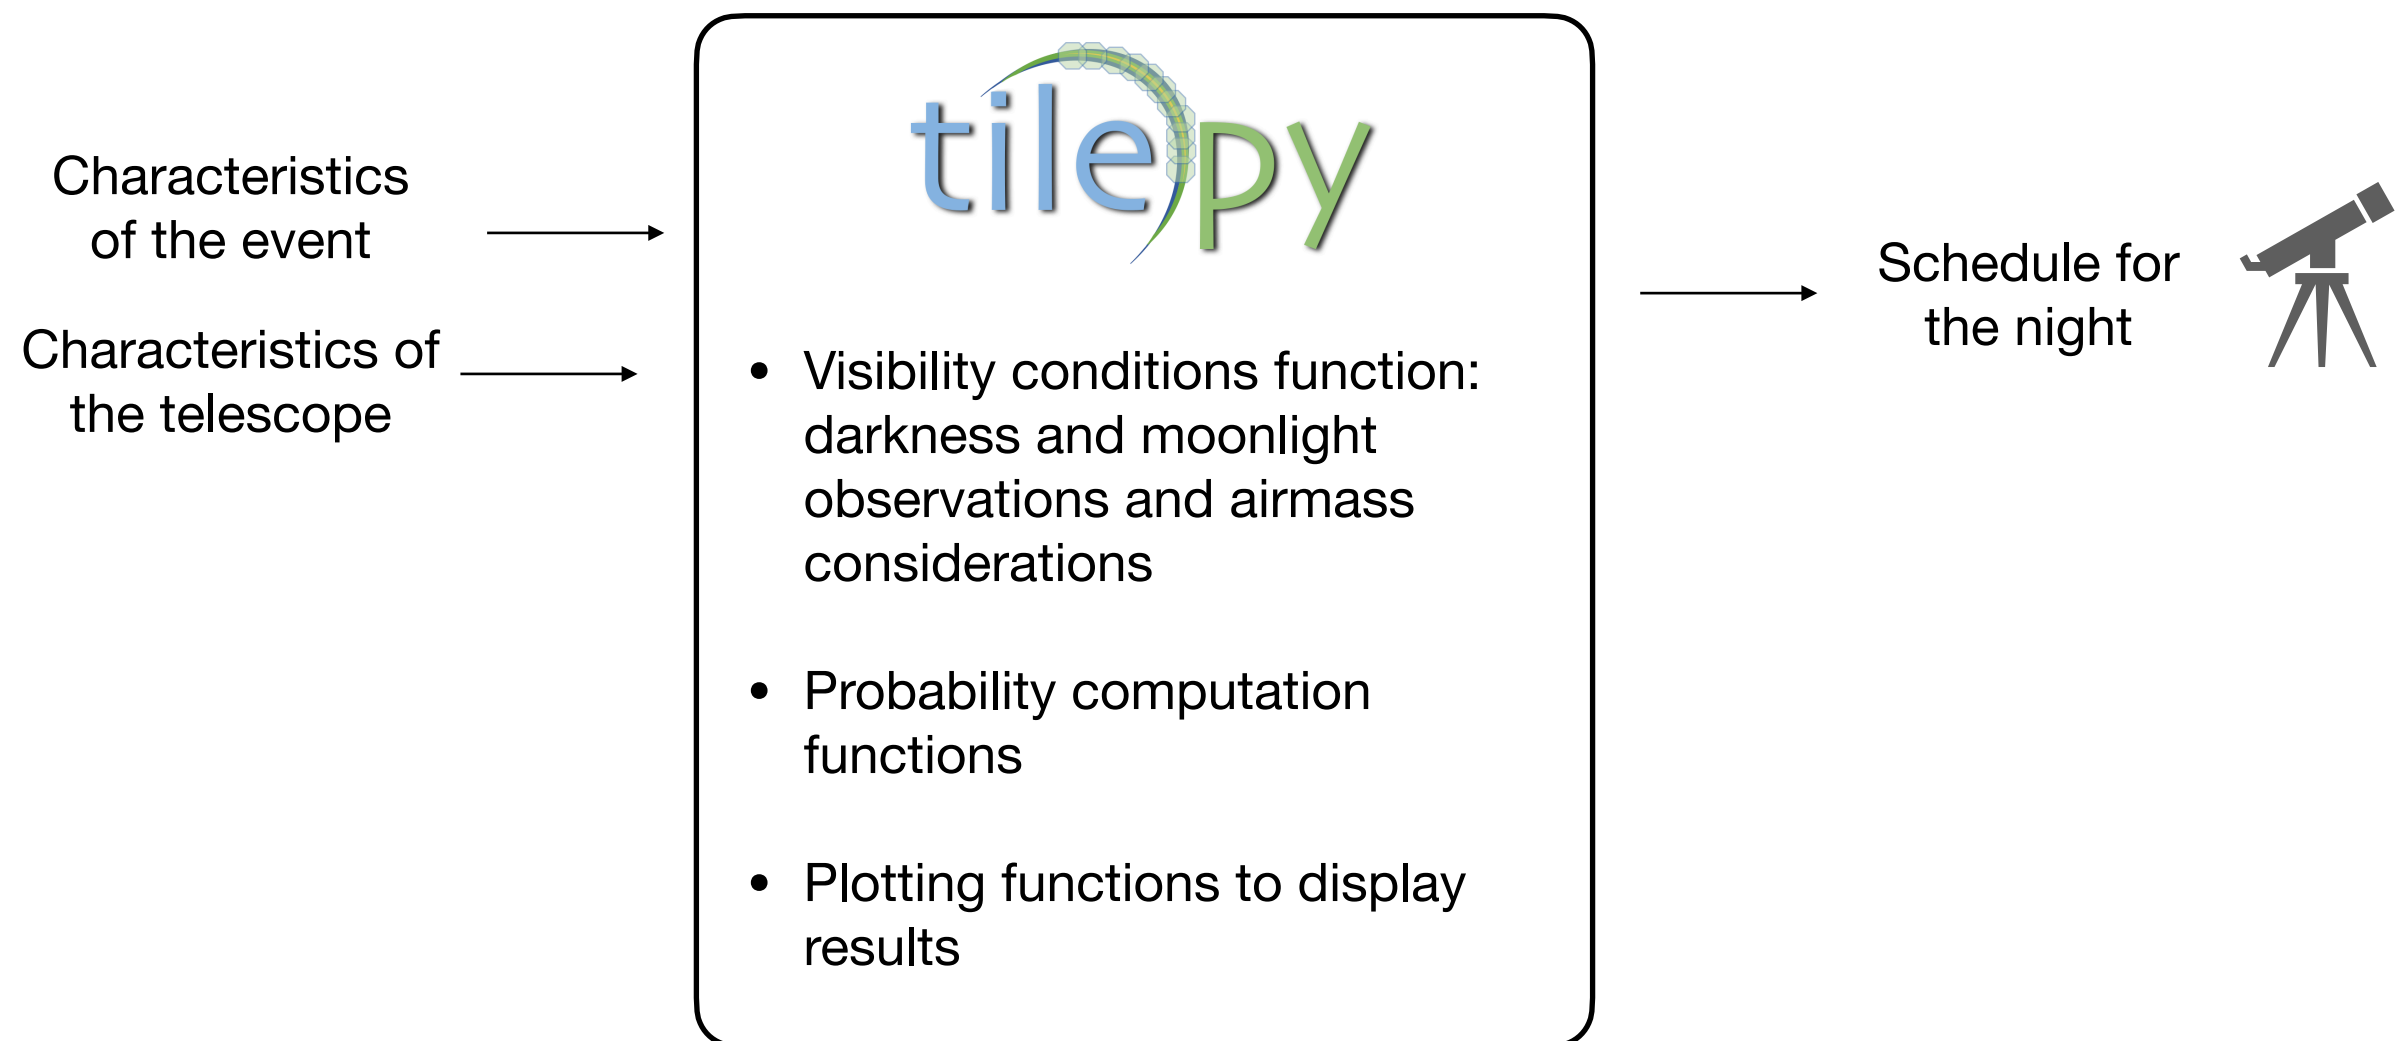 Characteristics
of the event
Characteristics of
the telescope
tilepy
• Visibility conditions function:
darkness and moonlight
observations and airmass
considerations
• Probability computation
functions
• Plotting functions to display
results
Schedule for
the night